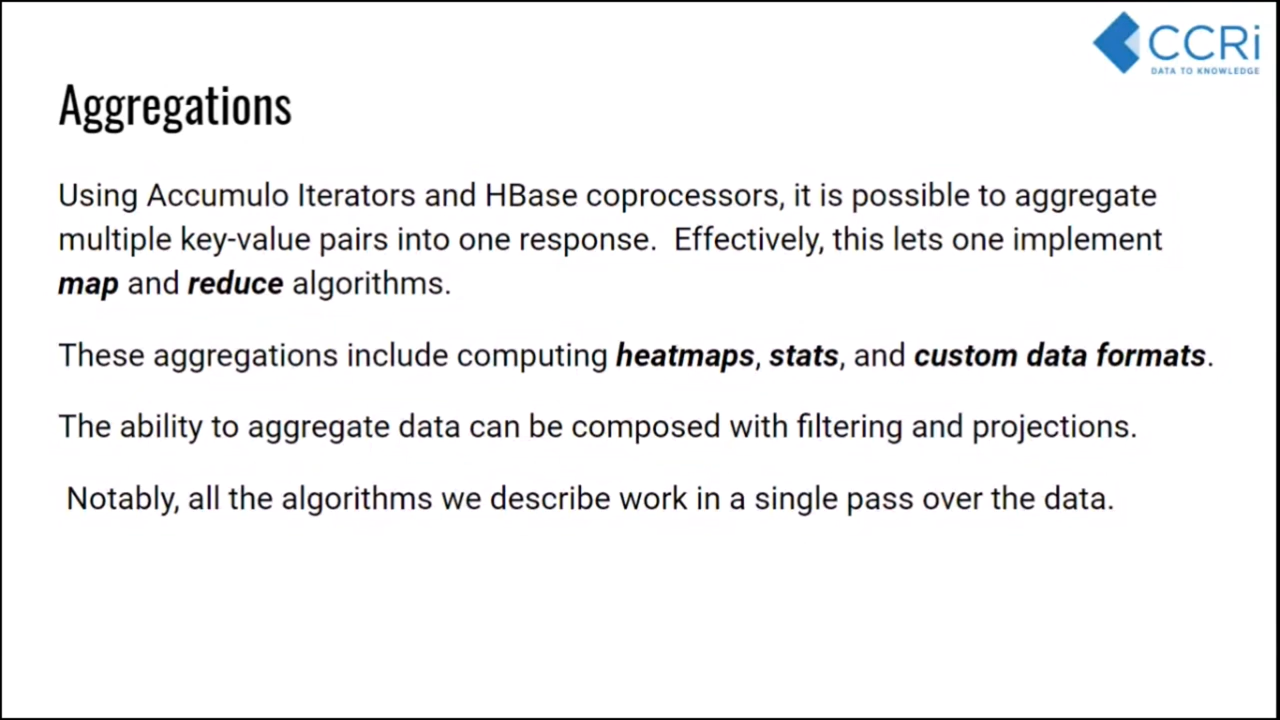 CCRi
DATA TO KNOWLEDGE
Aggregations
Using Accumulo Iterators and HBase coprocessors, it is possible to aggregate
multiple key-value pairs into one response.  Effectively, this lets one implement
map and reduce algorithms.
These aggregations include computing heatmaps, stats, and custom data formats.
The ability to aggregate data can be composed with filtering and projections.
Notably, all the algorithms we describe work in a single pass over the data.